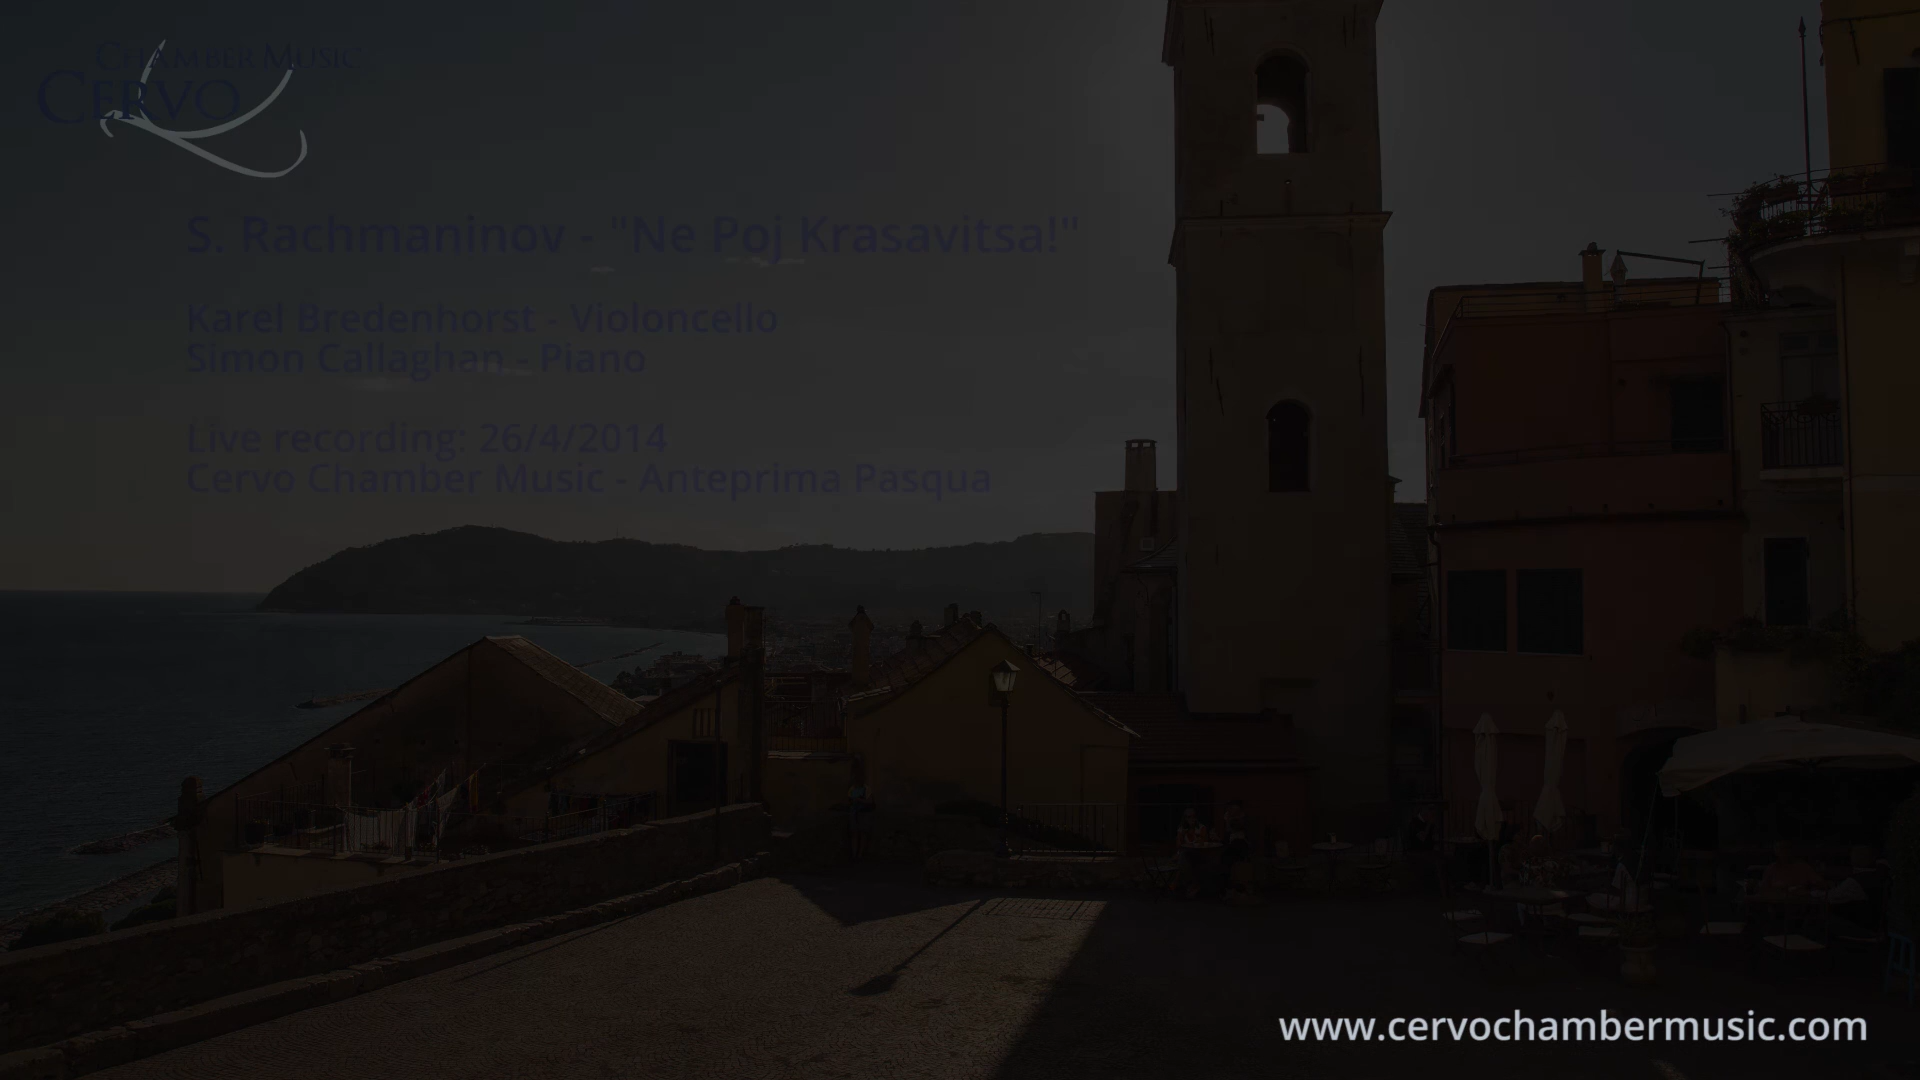 CHAMBER MUSIC
CERVO
S. Rachmaninov - "Ne Poj Krasavitsa!"
Karel Bredenhorst - Violoncello
Simon Callaghan - Piano
Live recording: 26/4/2014
Cervo Chamber Music - Anteprima Pasqua
www.cervochambermusic.com